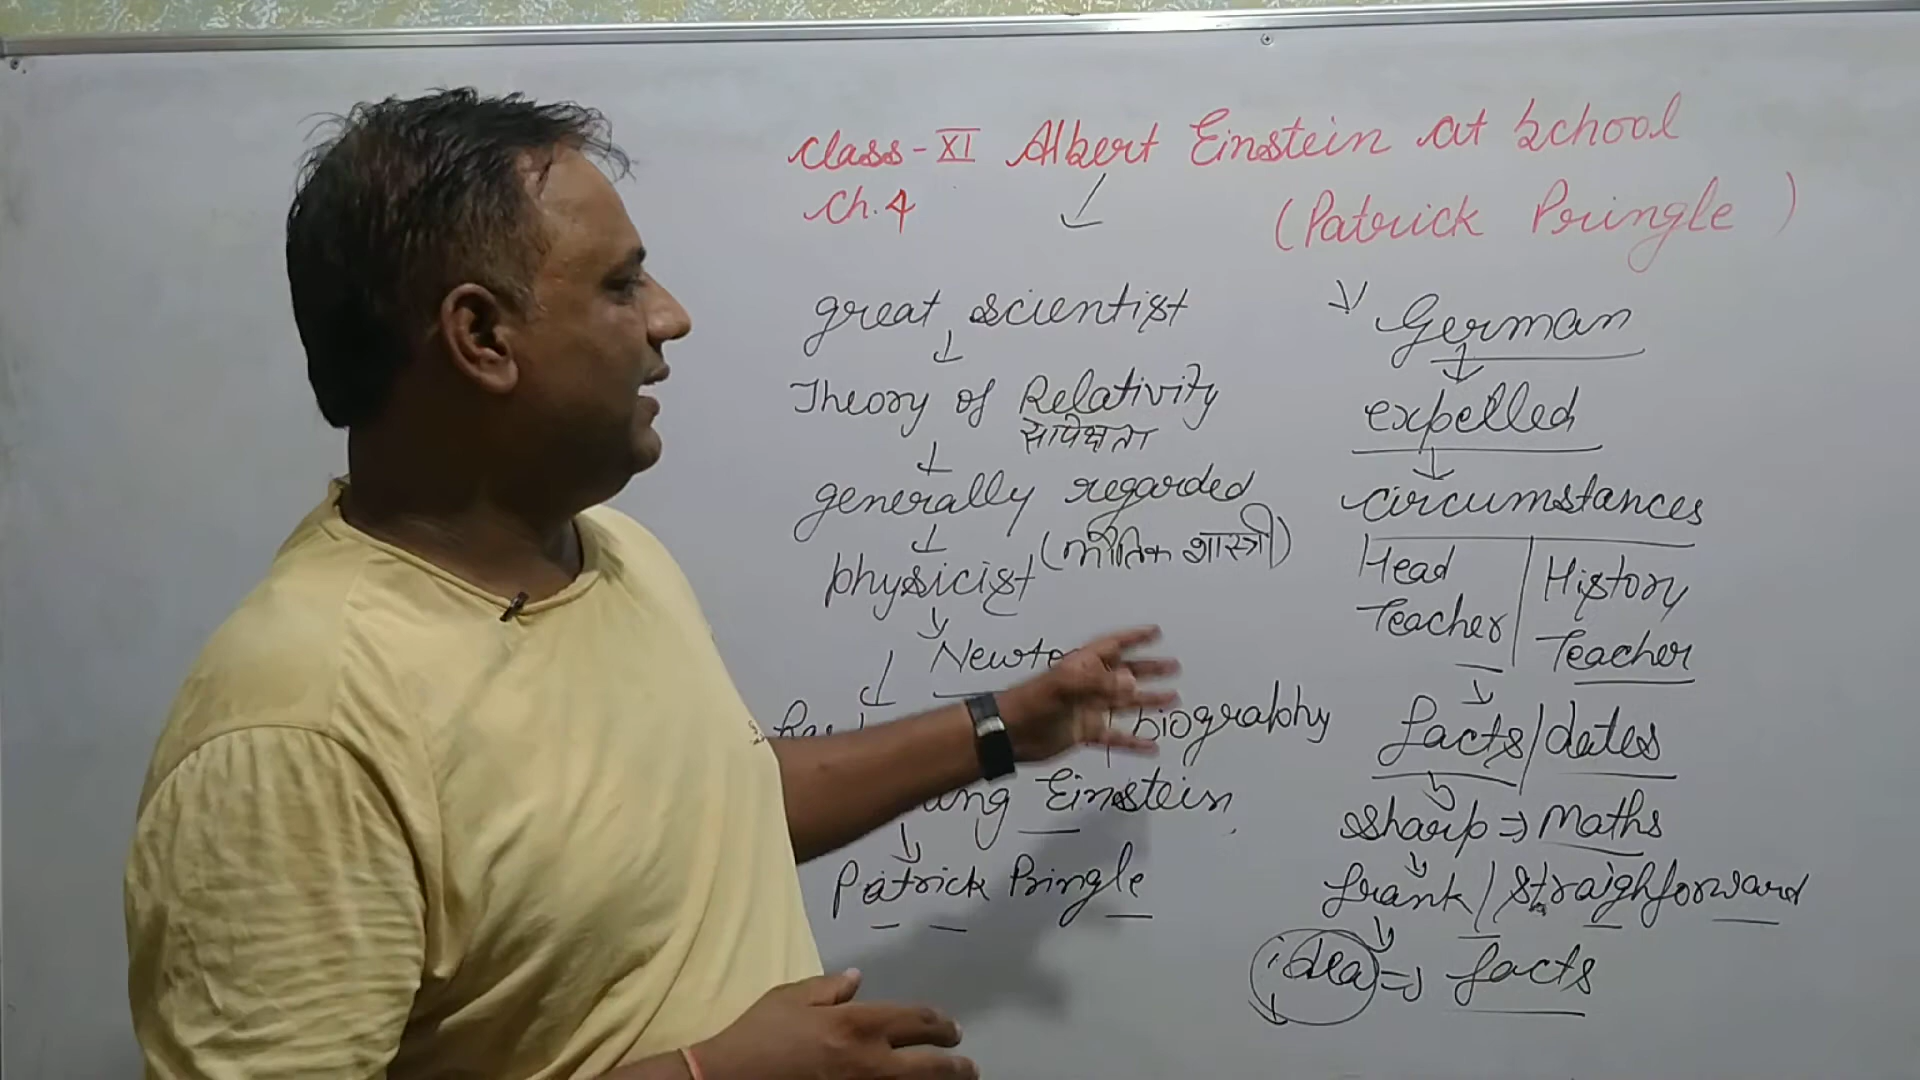 Class - XI Albert Einstein at School
Ch. 4
(Patrick Pringle)
great scientist
Theory of Relativity
सापेक्षता
generally regarded
physicist (भौतिक शास्त्री)
biography
Einstein
Patrick Pringle
German
expelled
circumstances
Head Teacher
History Teacher
facts/dates
sharp => Maths
frank / straighforward
idea => facts